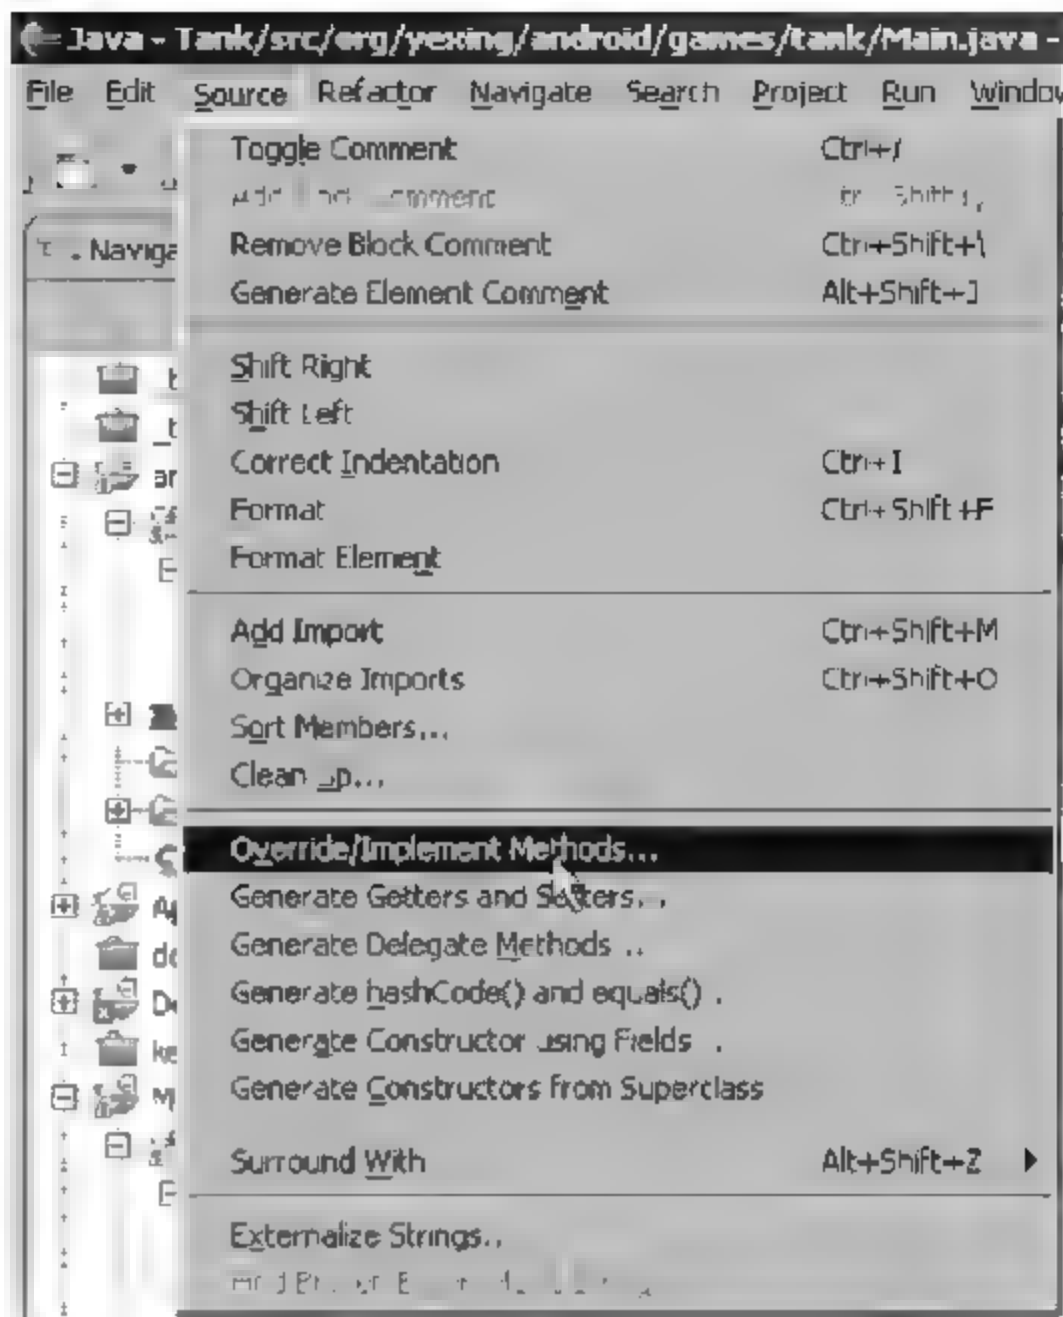 Java - Tank/src/org/yexing/android/games/tank/Main.java -
File Edit Source Refactor Navigate Search Project Run Window
Toggle Comment Ctrl+/
Remove Block Comment Ctrl+Shift+\
Generate Element Comment Alt+Shift+J
Shift Right
Shift Left
Correct Indentation Ctrl+I
Format Ctrl+Shift+F
Format Element
Add Import Ctrl+Shift+M
Organize Imports Ctrl+Shift+O
Sort Members...
Clean Up...
Override/Implement Methods...
Generate Getters and Setters...
Generate Delegate Methods ..
Generate hashCode() and equals() .
Generate Constructor using Fields .
Generate Constructors from Superclass
Surround With Alt+Shift+Z
Externalize Strings..